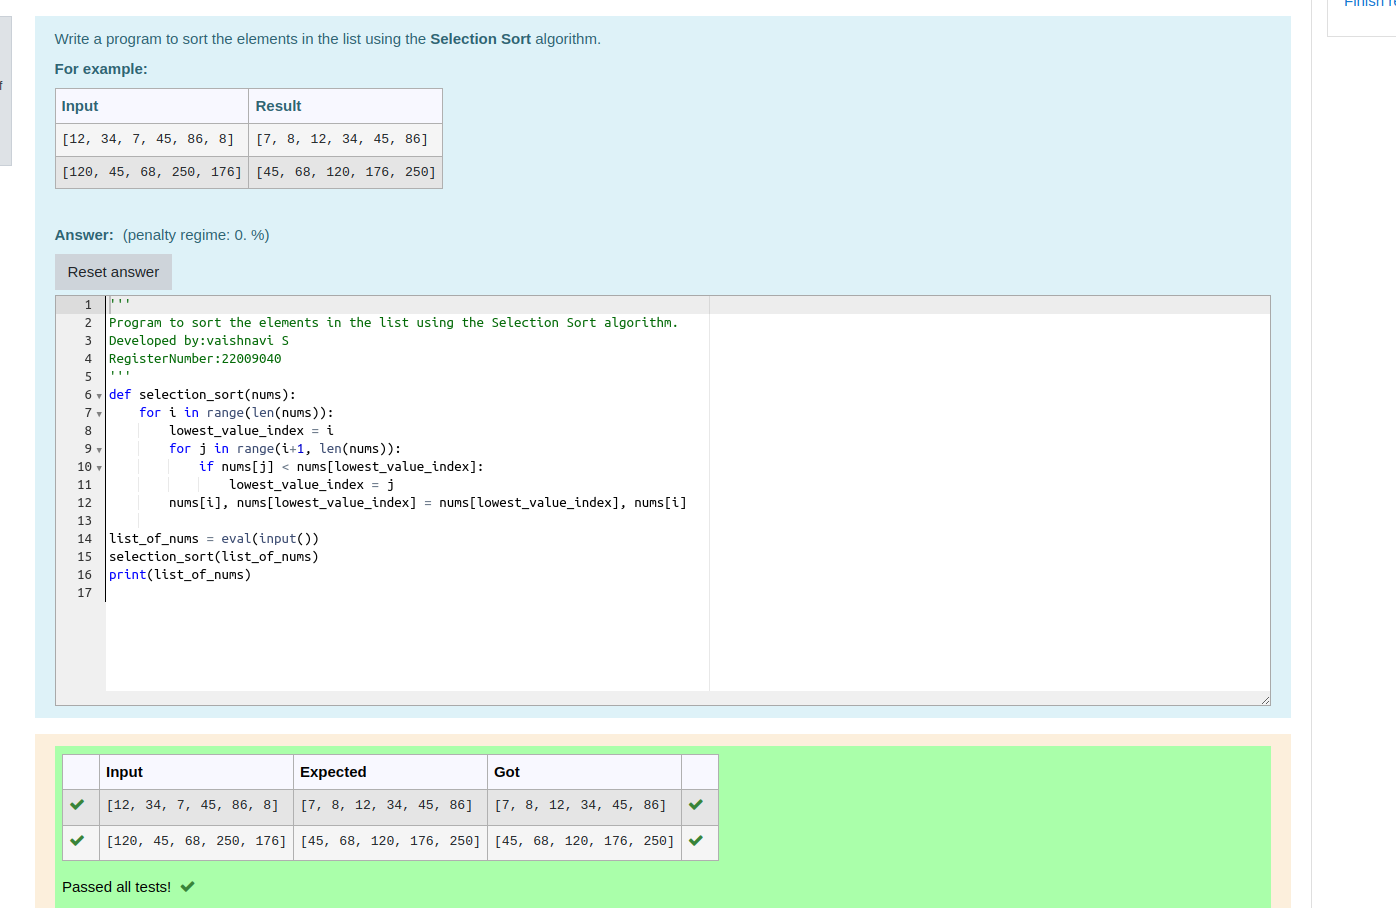 Finish re
f
Write a program to sort the elements in the list using the Selection Sort algorithm.
For example:
Input Result
[12, 34, 7, 45, 86, 8] [7, 8, 12, 34, 45, 86]
[120, 45, 68, 250, 176] [45, 68, 120, 176, 250]
Answer: (penalty regime: 0. %)
Reset answer
1 '''
2 Program to sort the elements in the list using the Selection Sort algorithm.
3 Developed by:vaishnavi S
4 RegisterNumber:22009040
5 '''
6 def selection_sort(nums):
7     for i in range(len(nums)):
8         lowest_value_index = i
9         for j in range(i+1, len(nums)):
10             if nums[j] < nums[lowest_value_index]:
11                 lowest_value_index = j
12         nums[i], nums[lowest_value_index] = nums[lowest_value_index], nums[i]
13
14 list_of_nums = eval(input())
15 selection_sort(list_of_nums)
16 print(list_of_nums)
17
Input Expected Got
[12, 34, 7, 45, 86, 8] [7, 8, 12, 34, 45, 86] [7, 8, 12, 34, 45, 86]
[120, 45, 68, 250, 176] [45, 68, 120, 176, 250] [45, 68, 120, 176, 250]
Passed all tests!